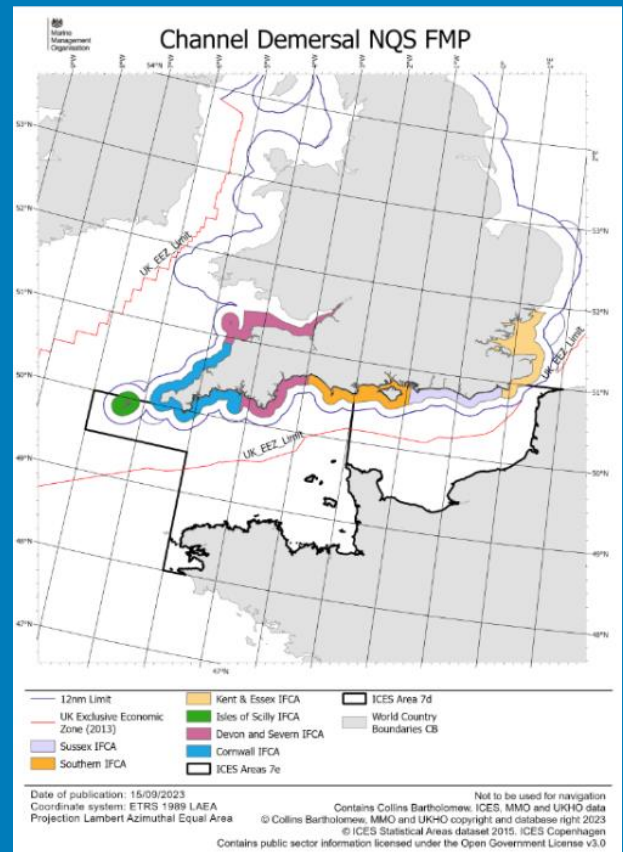 Marine
Management
Organisation
Channel Demersal NQS FMP
54°N
53°N
52°N
51°N
50°N
49°N
48°N
47°N
53°N
52°N
51°N
50°N
49°N
48°N
47°N
UK_EEZ_Limit
UK_EEZ_Limit
UK_EEZ_Limit
12nm Limit
UK Exclusive Economic
Zone (2013)
Sussex IFCA
Southern IFCA
Kent & Essex IFCA
Isles of Scilly IFCA
Devon and Severn IFCA
Cornwall IFCA
ICES Areas 7e
ICES Area 7d
World Country
Boundaries CB
Date of publication: 15/09/2023
Coordinate system: ETRS 1989 LAEA
Projection Lambert Azimuthal Equal Area
Not to be used for navigation
Contains Collins Bartholomew, ICES, MMO and UKHO data
© Collins Bartholomew, MMO and UKHO copyright and database right 2023
© ICES Statistical Areas dataset 2015. ICES Copenhagen
Contains public sector information licensed under the Open Government License v3.0